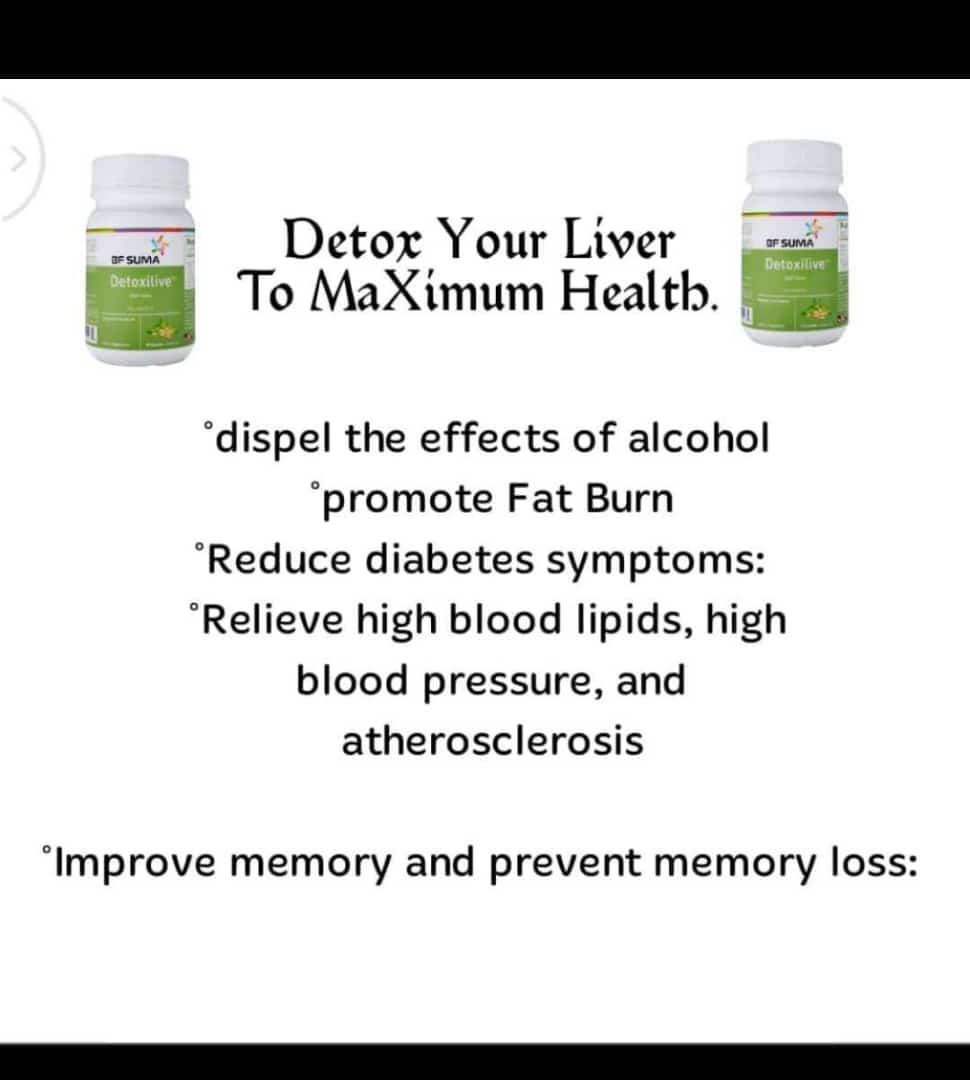 Detox Your Liver
To MaXimum Health.
BF SUMA
Detoxilive
BF SUMA
Detoxilive
°dispel the effects of alcohol
°promote Fat Burn
°Reduce diabetes symptoms:
°Relieve high blood lipids, high
blood pressure, and
atherosclerosis
°Improve memory and prevent memory loss: